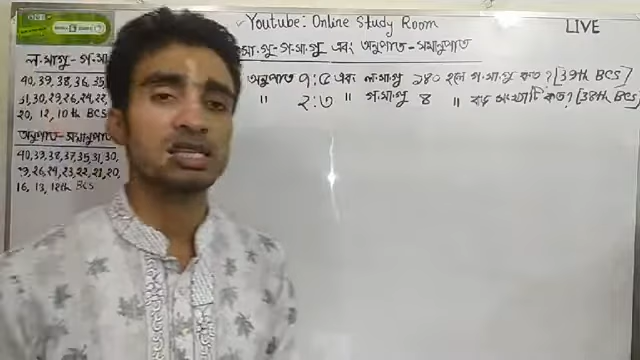 Youtube: Online Study Room
LIVE
ল.সা.গু - গ.সা.গু এবং অনুপাত-সমানুপাত
অনুপাত ৭:৫ এবং ল.সা.গু ১৪০ হলে গ.সা.গু কত? [39th BCS]
" ২:৩ " গ.সা.গু ৪ " বড় সংখ্যাটি কত? [38th BCS]
ল.সা.গু - গ.সা
40, 39, 38, 36, 35,
31, 30, 29, 26, 24, 22,
20, 12, 10th BCS
অনুপাত-সমানুপাত
40, 39, 38, 37, 35, 31, 30,
29, 26, 24, 23, 22, 21, 20,
16, 13, 12th BCS